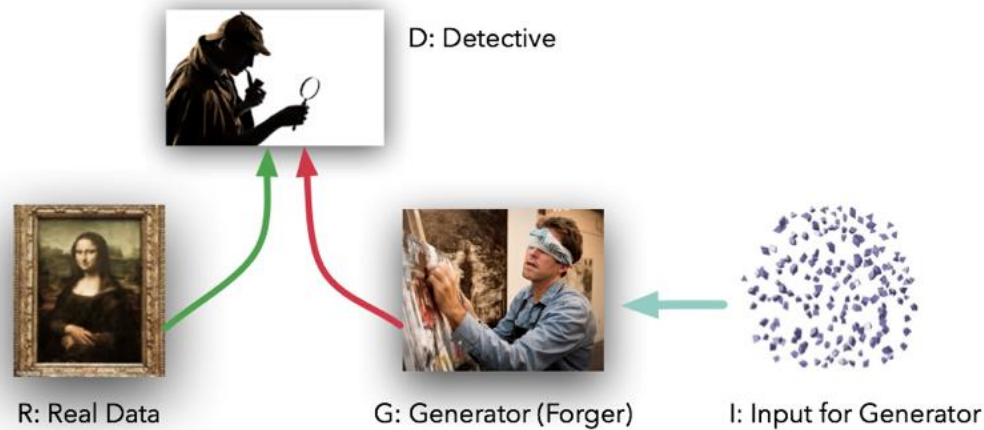 D: Detective
R: Real Data
G: Generator (Forger)
I: Input for Generator